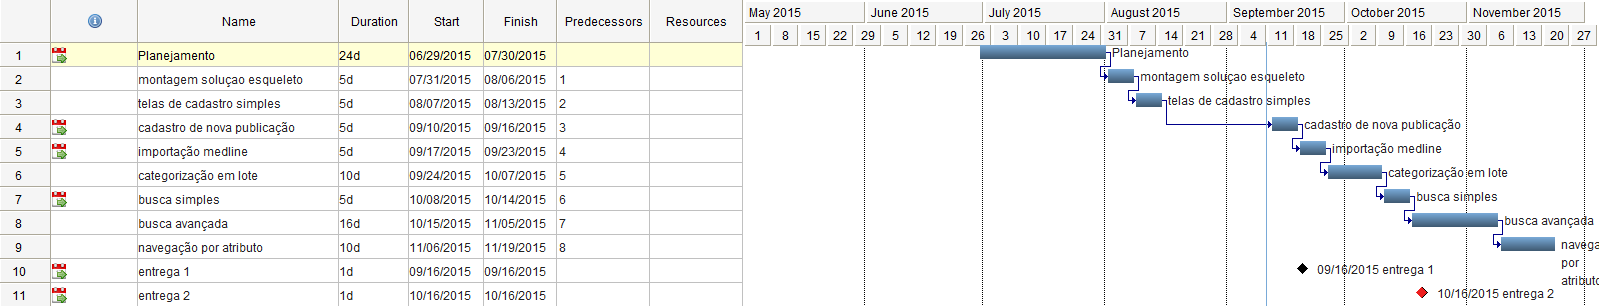 Name Duration Start Finish Predecessors Resources
May 2015 June 2015 July 2015 August 2015 September 2015 October 2015 November 2015
1 8 15 22 29 5 12 19 26 3 10 17 24 31 7 14 21 28 4 11 18 25 2 9 16 23 30 6 13 20 27
1 Planejamento 24d 06/29/2015 07/30/2015
Planejamento
2 montagem soluçao esqueleto 5d 07/31/2015 08/06/2015 1
montagem soluçao esqueleto
3 telas de cadastro simples 5d 08/07/2015 08/13/2015 2
telas de cadastro simples
4 cadastro de nova publicação 5d 09/10/2015 09/16/2015 3
cadastro de nova publicação
5 importação medline 5d 09/17/2015 09/23/2015 4
importação medline
6 categorização em lote 10d 09/24/2015 10/07/2015 5
categorização em lote
7 busca simples 5d 10/08/2015 10/14/2015 6
busca simples
8 busca avançada 16d 10/15/2015 11/05/2015 7
busca avançada
9 navegação por atributo 10d 11/06/2015 11/19/2015 8
navega
por
atributo
10 entrega 1 1d 09/16/2015 09/16/2015
09/16/2015 entrega 1
11 entrega 2 1d 10/16/2015 10/16/2015
10/16/2015 entrega 2